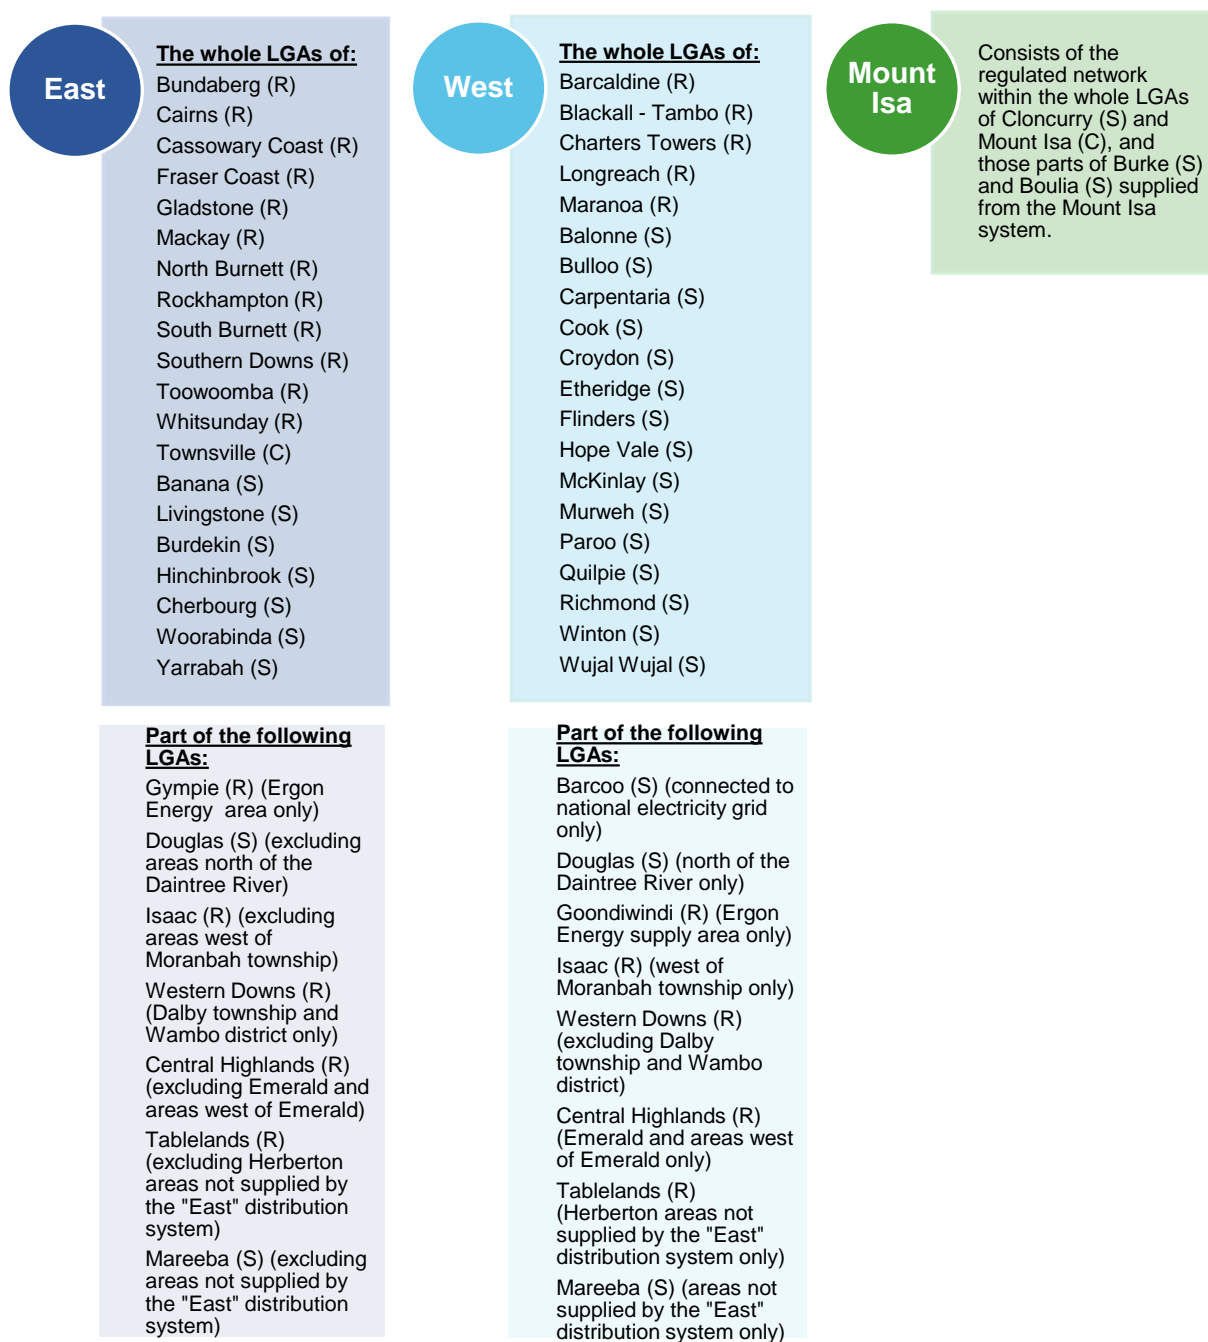 East
The whole LGAs of:
Bundaberg (R)
Cairns (R)
Cassowary Coast (R)
Fraser Coast (R)
Gladstone (R)
Mackay (R)
North Burnett (R)
Rockhampton (R)
South Burnett (R)
Southern Downs (R)
Toowoomba (R)
Whitsunday (R)
Townsville (C)
Banana (S)
Livingstone (S)
Burdekin (S)
Hinchinbrook (S)
Cherbourg (S)
Woorabinda (S)
Yarrabah (S)
Part of the following
LGAs:
Gympie (R) (Ergon
Energy area only)
Douglas (S) (excluding
areas north of the
Daintree River)
Isaac (R) (excluding
areas west of
Moranbah township)
Western Downs (R)
(Dalby township and
Wambo district only)
Central Highlands (R)
(excluding Emerald and
areas west of Emerald)
Tablelands (R)
(excluding Herberton
areas not supplied by
the "East" distribution
system)
Mareeba (S) (excluding
areas not supplied by
the "East" distribution
system)
West
The whole LGAs of:
Barcaldine (R)
Blackall - Tambo (R)
Charters Towers (R)
Longreach (R)
Maranoa (R)
Balonne (S)
Bulloo (S)
Carpentaria (S)
Cook (S)
Croydon (S)
Etheridge (S)
Flinders (S)
Hope Vale (S)
McKinlay (S)
Murweh (S)
Paroo (S)
Quilpie (S)
Richmond (S)
Winton (S)
Wujal Wujal (S)
Part of the following
LGAs:
Barcoo (S) (connected to
national electricity grid
only)
Douglas (S) (north of the
Daintree River only)
Goondiwindi (R) (Ergon
Energy supply area only)
Isaac (R) (west of
Moranbah township only)
Western Downs (R)
(excluding Dalby
township and Wambo
district)
Central Highlands (R)
(Emerald and areas west
of Emerald only)
Tablelands (R)
(Herberton areas not
supplied by the "East"
distribution system only)
Mareeba (S) (areas not
supplied by the "East"
distribution system only)
Mount
Isa
Consists of the
regulated network
within the whole LGAs
of Cloncurry (S) and
Mount Isa (C), and
those parts of Burke (S)
and Boulia (S) supplied
from the Mount Isa
system.